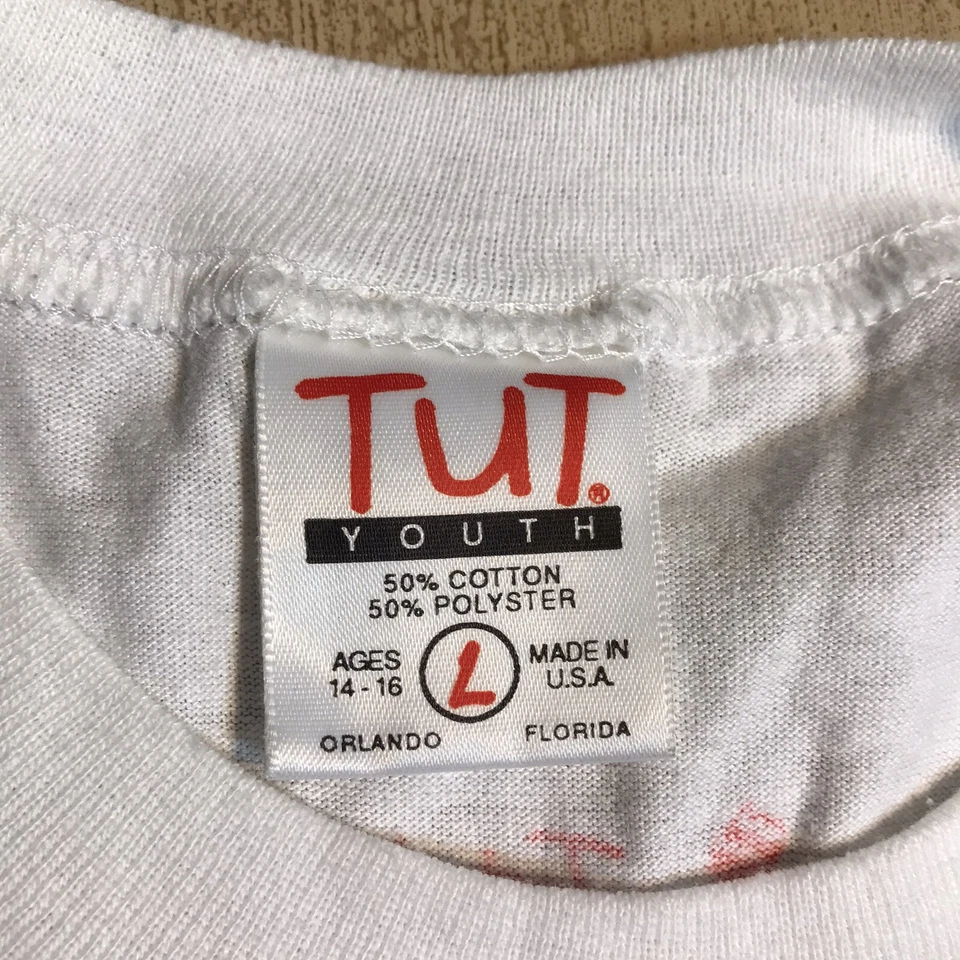 TUT®
YOUTH
50% COTTON
50% POLYSTER
AGES
14 - 16
L
MADE IN
U.S.A.
ORLANDO FLORIDA
T